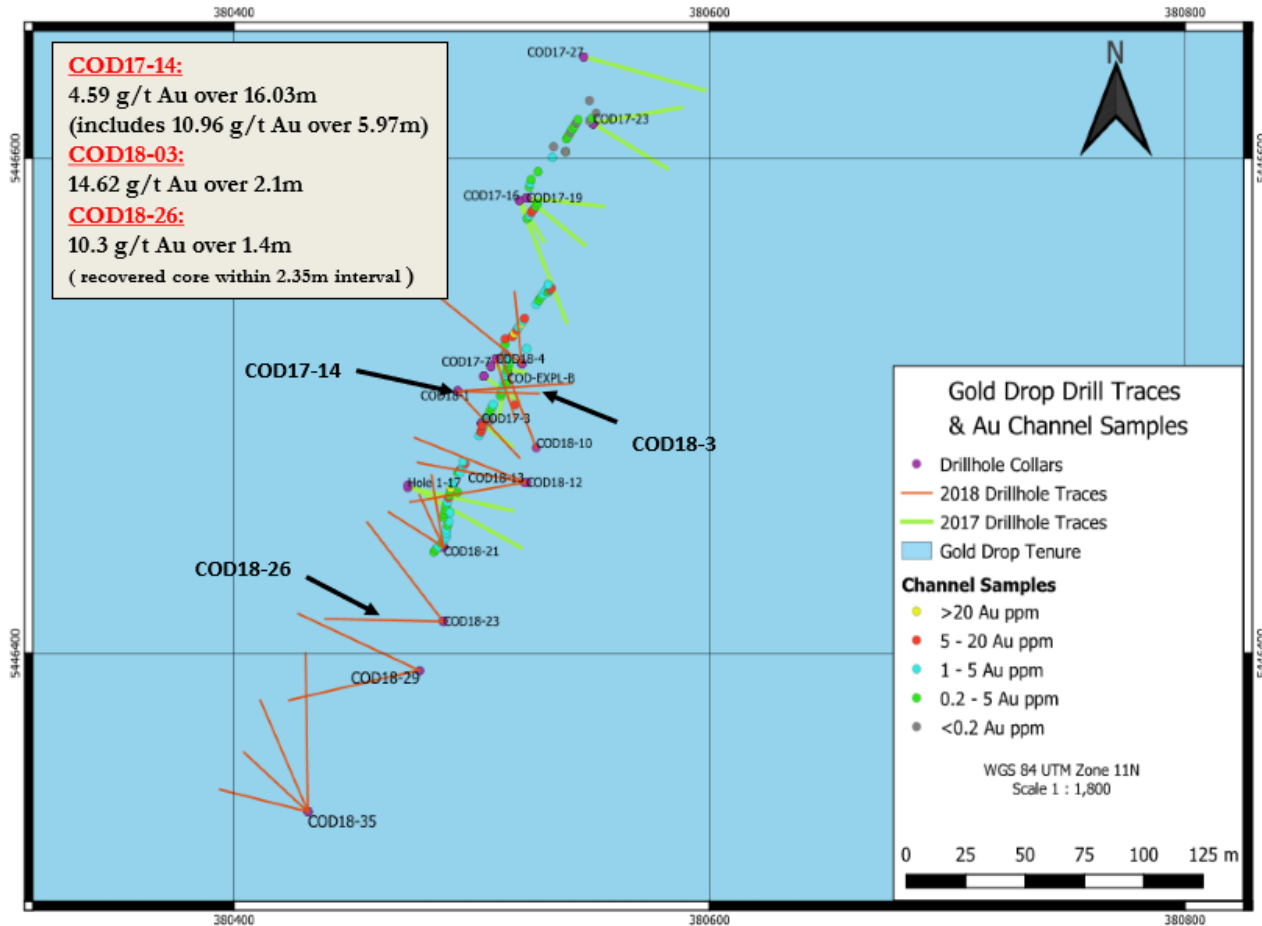 380400
380600
380800
5446600
5446600
5446400
5446400
COD17-14:
4.59 g/t Au over 16.03m
(includes 10.96 g/t Au over 5.97m)
COD18-03:
14.62 g/t Au over 2.1m
COD18-26:
10.3 g/t Au over 1.4m
( recovered core within 2.35m interval )
N
COD17-27
COD17-23
COD17-16
COD17-19
COD17-7
COD18-4
COD17-14
COD-EXPL-B
COD18-1
COD17-3
COD18-3
COD18-10
COD18-13
COD18-12
Hole 1-17
COD18-21
COD18-26
COD18-23
COD18-29
COD18-35
Gold Drop Drill Traces
& Au Channel Samples
Drillhole Collars
2018 Drillhole Traces
2017 Drillhole Traces
Gold Drop Tenure
Channel Samples
>20 Au ppm
5 - 20 Au ppm
1 - 5 Au ppm
0.2 - 5 Au ppm
<0.2 Au ppm
WGS 84 UTM Zone 11N
Scale 1 : 1,800
0 25 50 75 100 125 m
380400
380600
380800